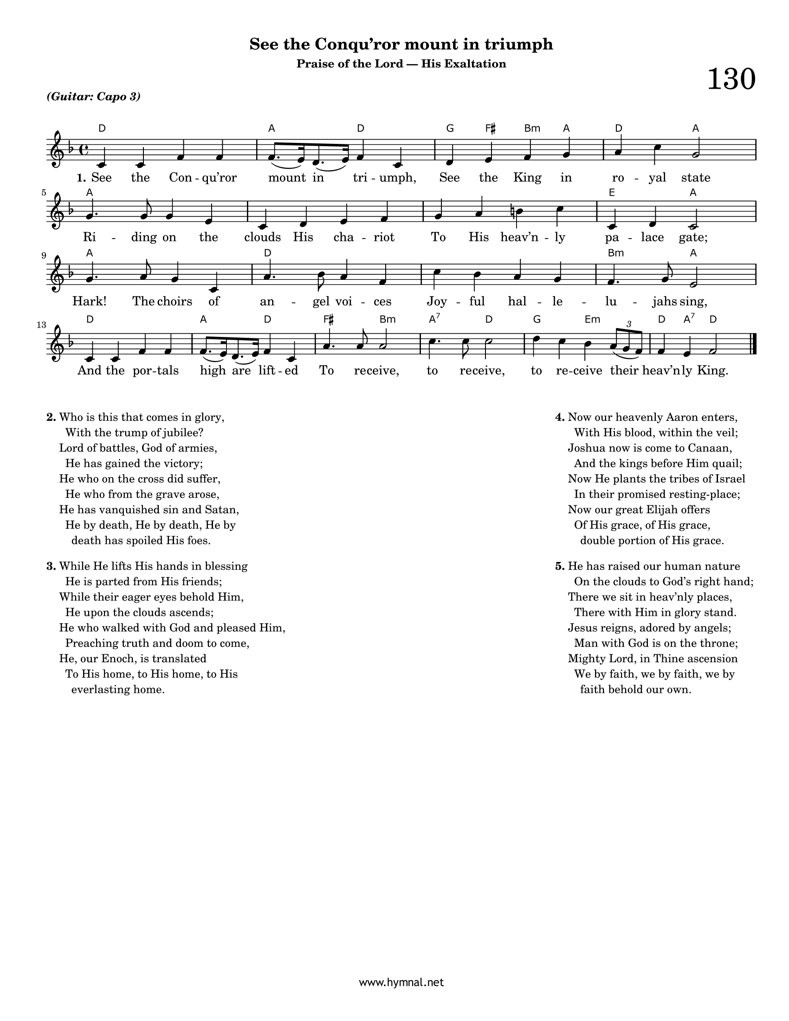 See the Conqu'ror mount in triumph
Praise of the Lord — His Exaltation
130
(Guitar: Capo 3)
D A D G F♯ Bm A D A
1. See the Con - qu'ror mount in tri - umph, See the King in ro - yal state
5 A E A
Ri - ding on the clouds His cha - riot To His heav'n - ly pa - lace gate;
9 A D Bm A
Hark! The choirs of an - gel voi - ces Joy - ful hal - le - lu - jahs sing,
13 D A D F♯ Bm A7 D G Em 3 D A7 D
And the por-tals high are lift - ed To receive, to receive, to re-ceive their heav'nly King.
2. Who is this that comes in glory,
With the trump of jubilee?
Lord of battles, God of armies,
He has gained the victory;
He who on the cross did suffer,
He who from the grave arose,
He has vanquished sin and Satan,
He by death, He by death, He by
death has spoiled His foes.
3. While He lifts His hands in blessing
He is parted from His friends;
While their eager eyes behold Him,
He upon the clouds ascends;
He who walked with God and pleased Him,
Preaching truth and doom to come,
He, our Enoch, is translated
To His home, to His home, to His
everlasting home.
4. Now our heavenly Aaron enters,
With His blood, within the veil;
Joshua now is come to Canaan,
And the kings before Him quail;
Now He plants the tribes of Israel
In their promised resting-place;
Now our great Elijah offers
Of His grace, of His grace,
double portion of His grace.
5. He has raised our human nature
On the clouds to God's right hand;
There we sit in heav'nly places,
There with Him in glory stand.
Jesus reigns, adored by angels;
Man with God is on the throne;
Mighty Lord, in Thine ascension
We by faith, we by faith, we by
faith behold our own.
www.hymnal.net